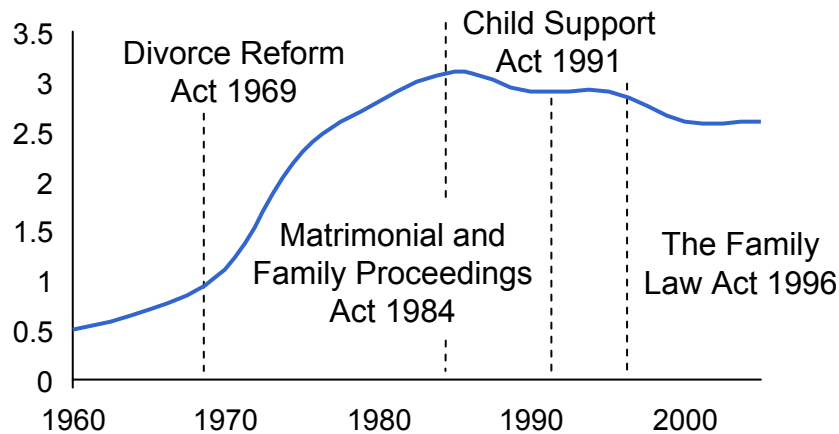 3.5
3
2.5
2
1.5
1
0.5
0
Divorce Reform
Act 1969
Child Support
Act 1991
Matrimonial and
Family Proceedings
Act 1984
The Family
Law Act 1996
1960
1970
1980
1990
2000